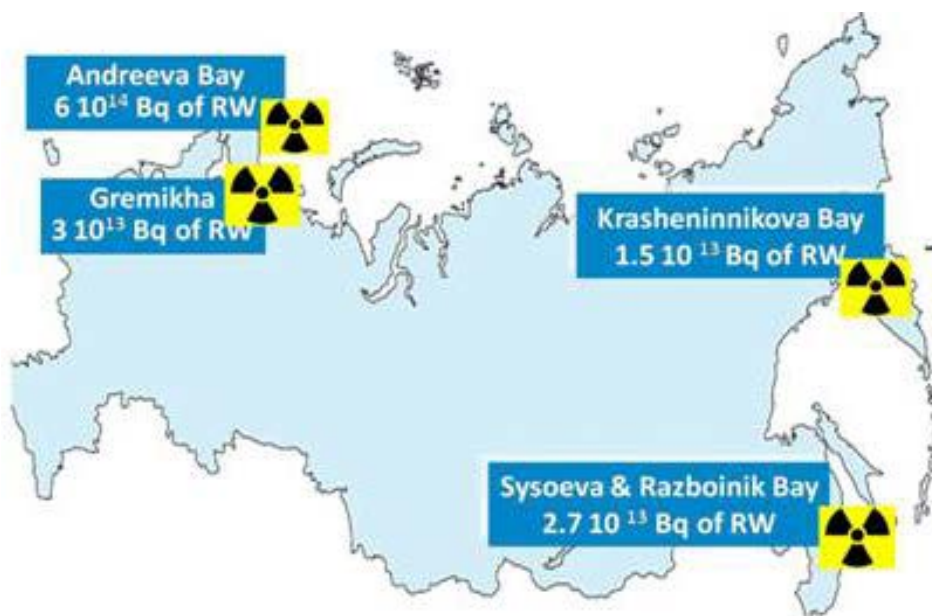 Andreeva Bay
6 10¹⁴ Bq of RW
Gremikha
3 10¹³ Bq of RW
Krasheninnikova Bay
1.5 10 ¹³ Bq of RW
Sysoeva & Razboinik Bay
2.7 10 ¹³ Bq of RW